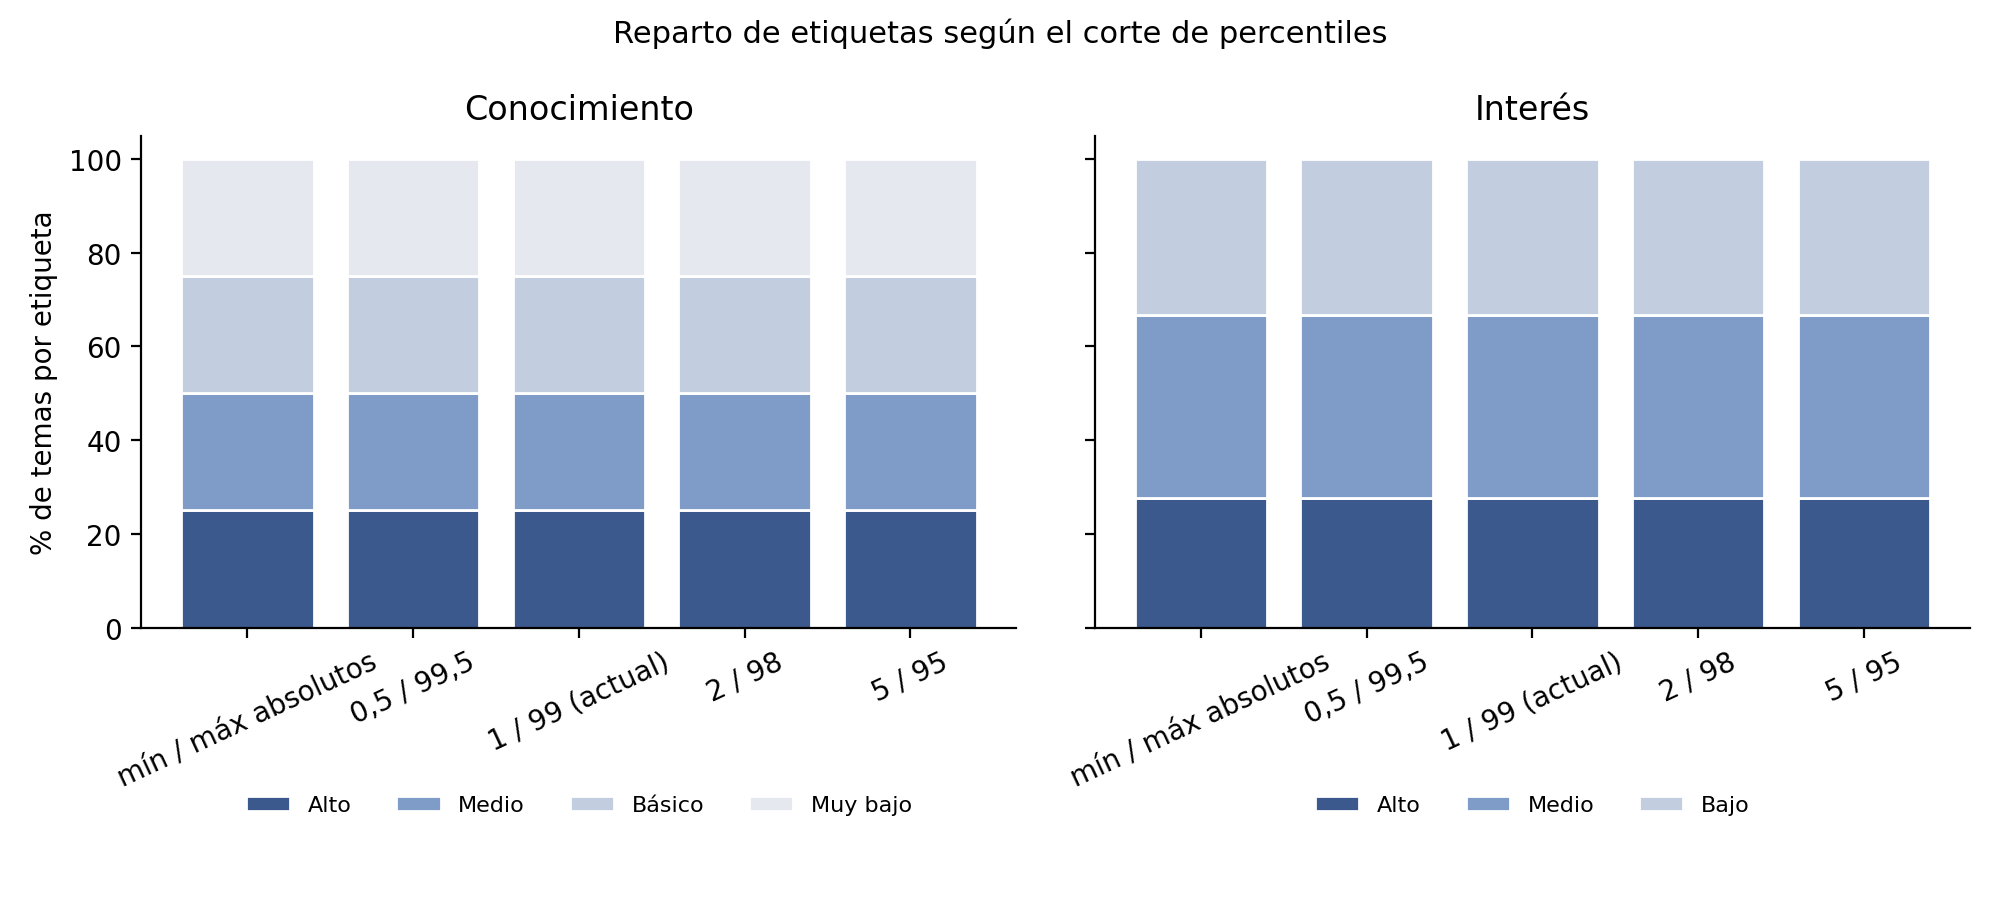 Reparto de etiquetas según el corte de percentiles
Conocimiento
% de temas por etiqueta
100
80
60
40
20
0
mín / máx absolutos
0,5 / 99,5
1 / 99 (actual)
2 / 98
5 / 95
Alto
Medio
Básico
Muy bajo
Interés
mín / máx absolutos
0,5 / 99,5
1 / 99 (actual)
2 / 98
5 / 95
Alto
Medio
Bajo